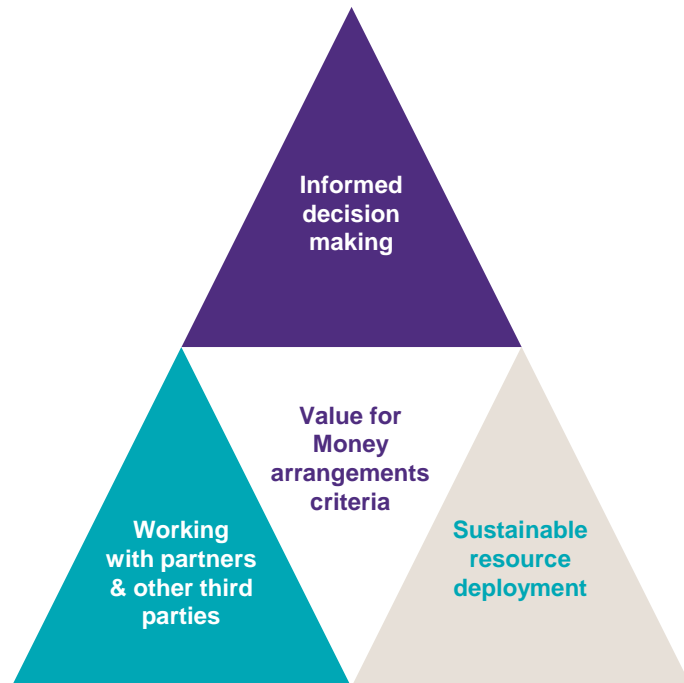 Informed
decision
making
Value for
Money
arrangements
criteria
Working
with partners
& other third
parties
Sustainable
resource
deployment